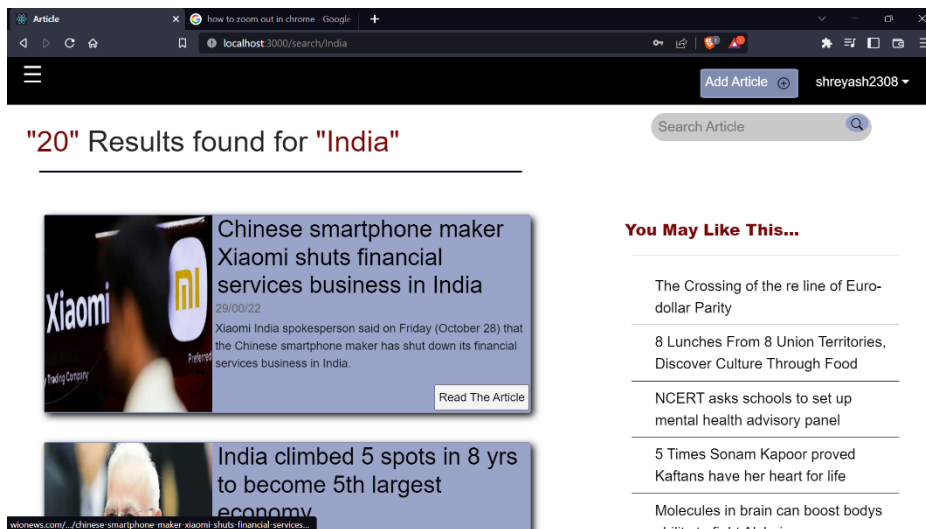 Article
how to zoom out in chrome - Google
localhost:3000/search/India
Add Article
shreyash2308
"20" Results found for "India"
Search Article
Chinese smartphone maker
Xiaomi shuts financial
services business in India
29/00/22
Xiaomi India spokesperson said on Friday (October 28) that
the Chinese smartphone maker has shut down its financial
services business in India.
Read The Article
Xiaomi
Preferred
Trading Company
India climbed 5 spots in 8 yrs
to become 5th largest
economy
You May Like This...
The Crossing of the re line of Euro-
dollar Parity
8 Lunches From 8 Union Territories,
Discover Culture Through Food
NCERT asks schools to set up
mental health advisory panel
5 Times Sonam Kapoor proved
Kaftans have her heart for life
Molecules in brain can boost bodys
wionews.com/.../chinese-smartphone-maker-xiaomi-shuts-financial-services...